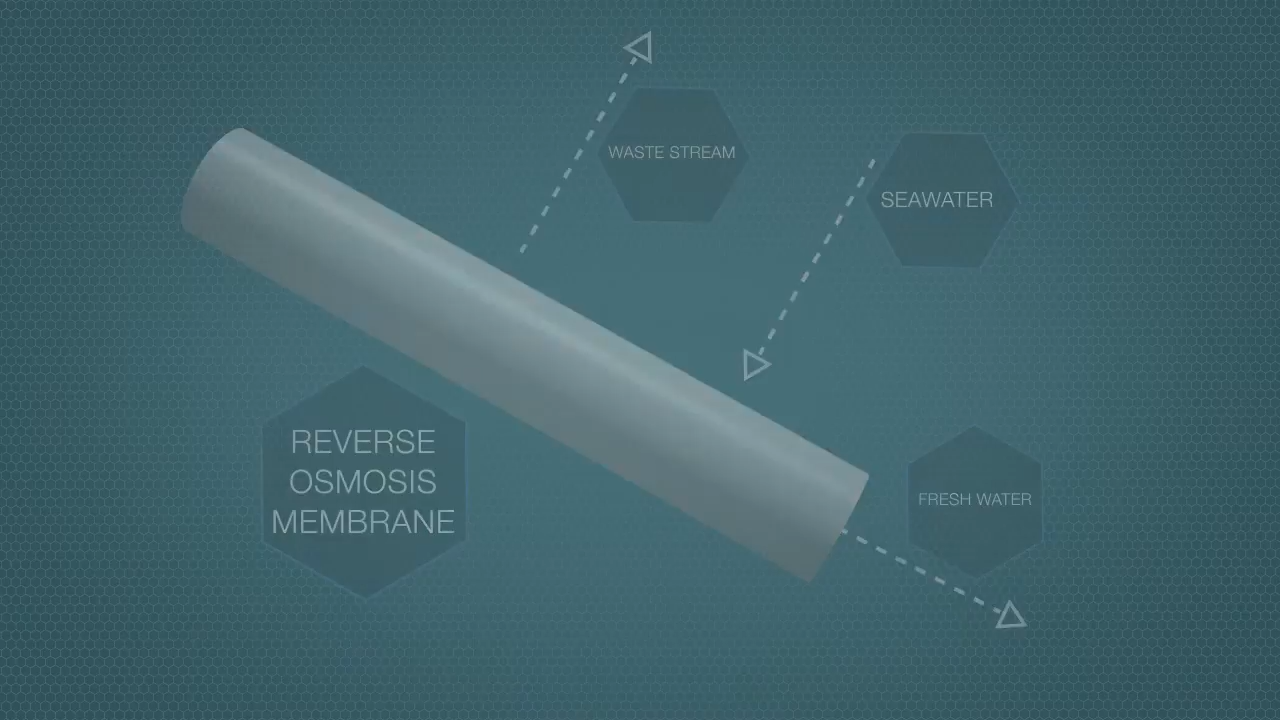 WASTE STREAM
SEAWATER
REVERSE
OSMOSIS
MEMBRANE
FRESH WATER